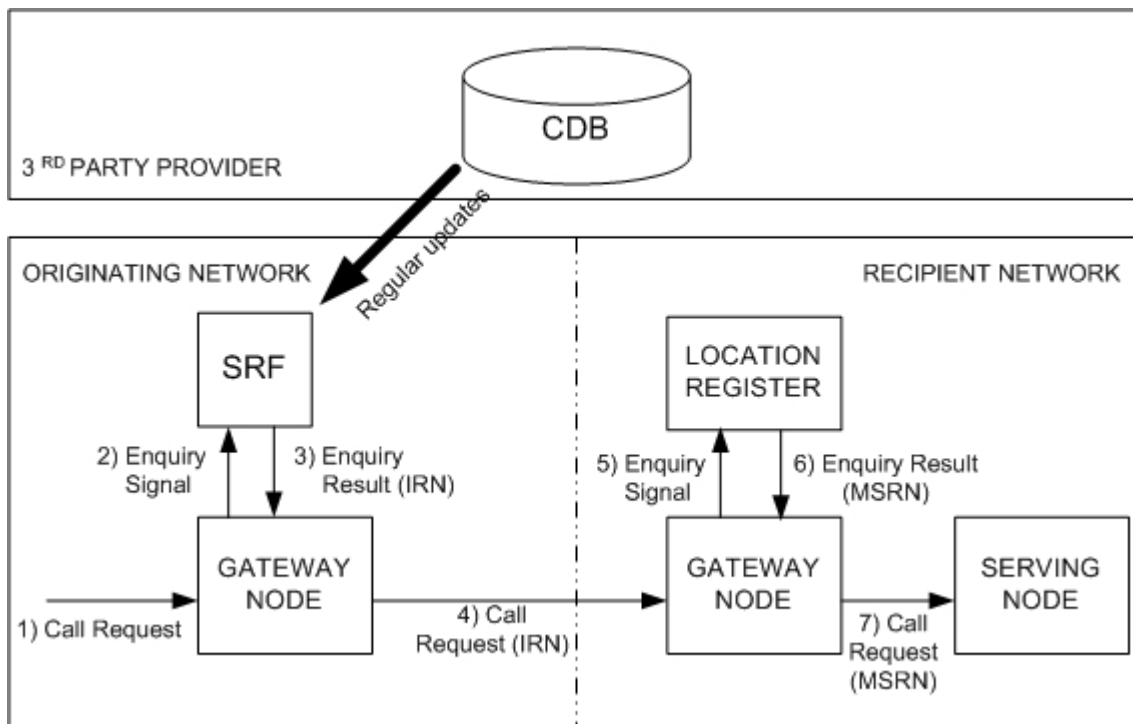 CDB
3 RD PARTY PROVIDER
Regular updates
ORIGINATING NETWORK
RECIPIENT NETWORK
SRF
LOCATION
REGISTER
2) Enquiry
Signal
3) Enquiry
Result (IRN)
5) Enquiry
Signal
6) Enquiry Result
(MSRN)
GATEWAY
NODE
GATEWAY
NODE
SERVING
NODE
1) Call Request
4) Call
Request (IRN)
7) Call
Request
(MSRN)